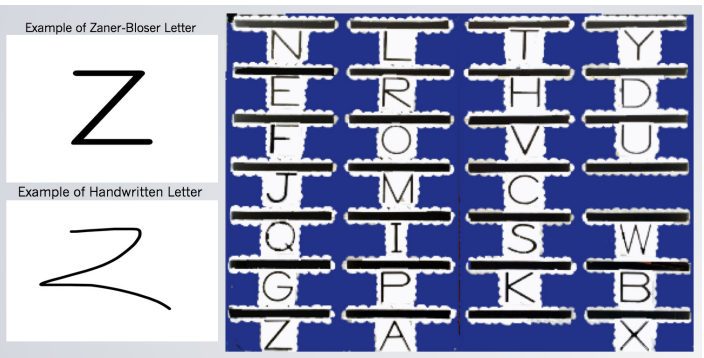 Example of Zaner-Bloser Letter
Z
Example of Handwritten Letter
Z
N L T Y
E R H D
F O V U
J M C
Q I S W
G P K B
Z A X